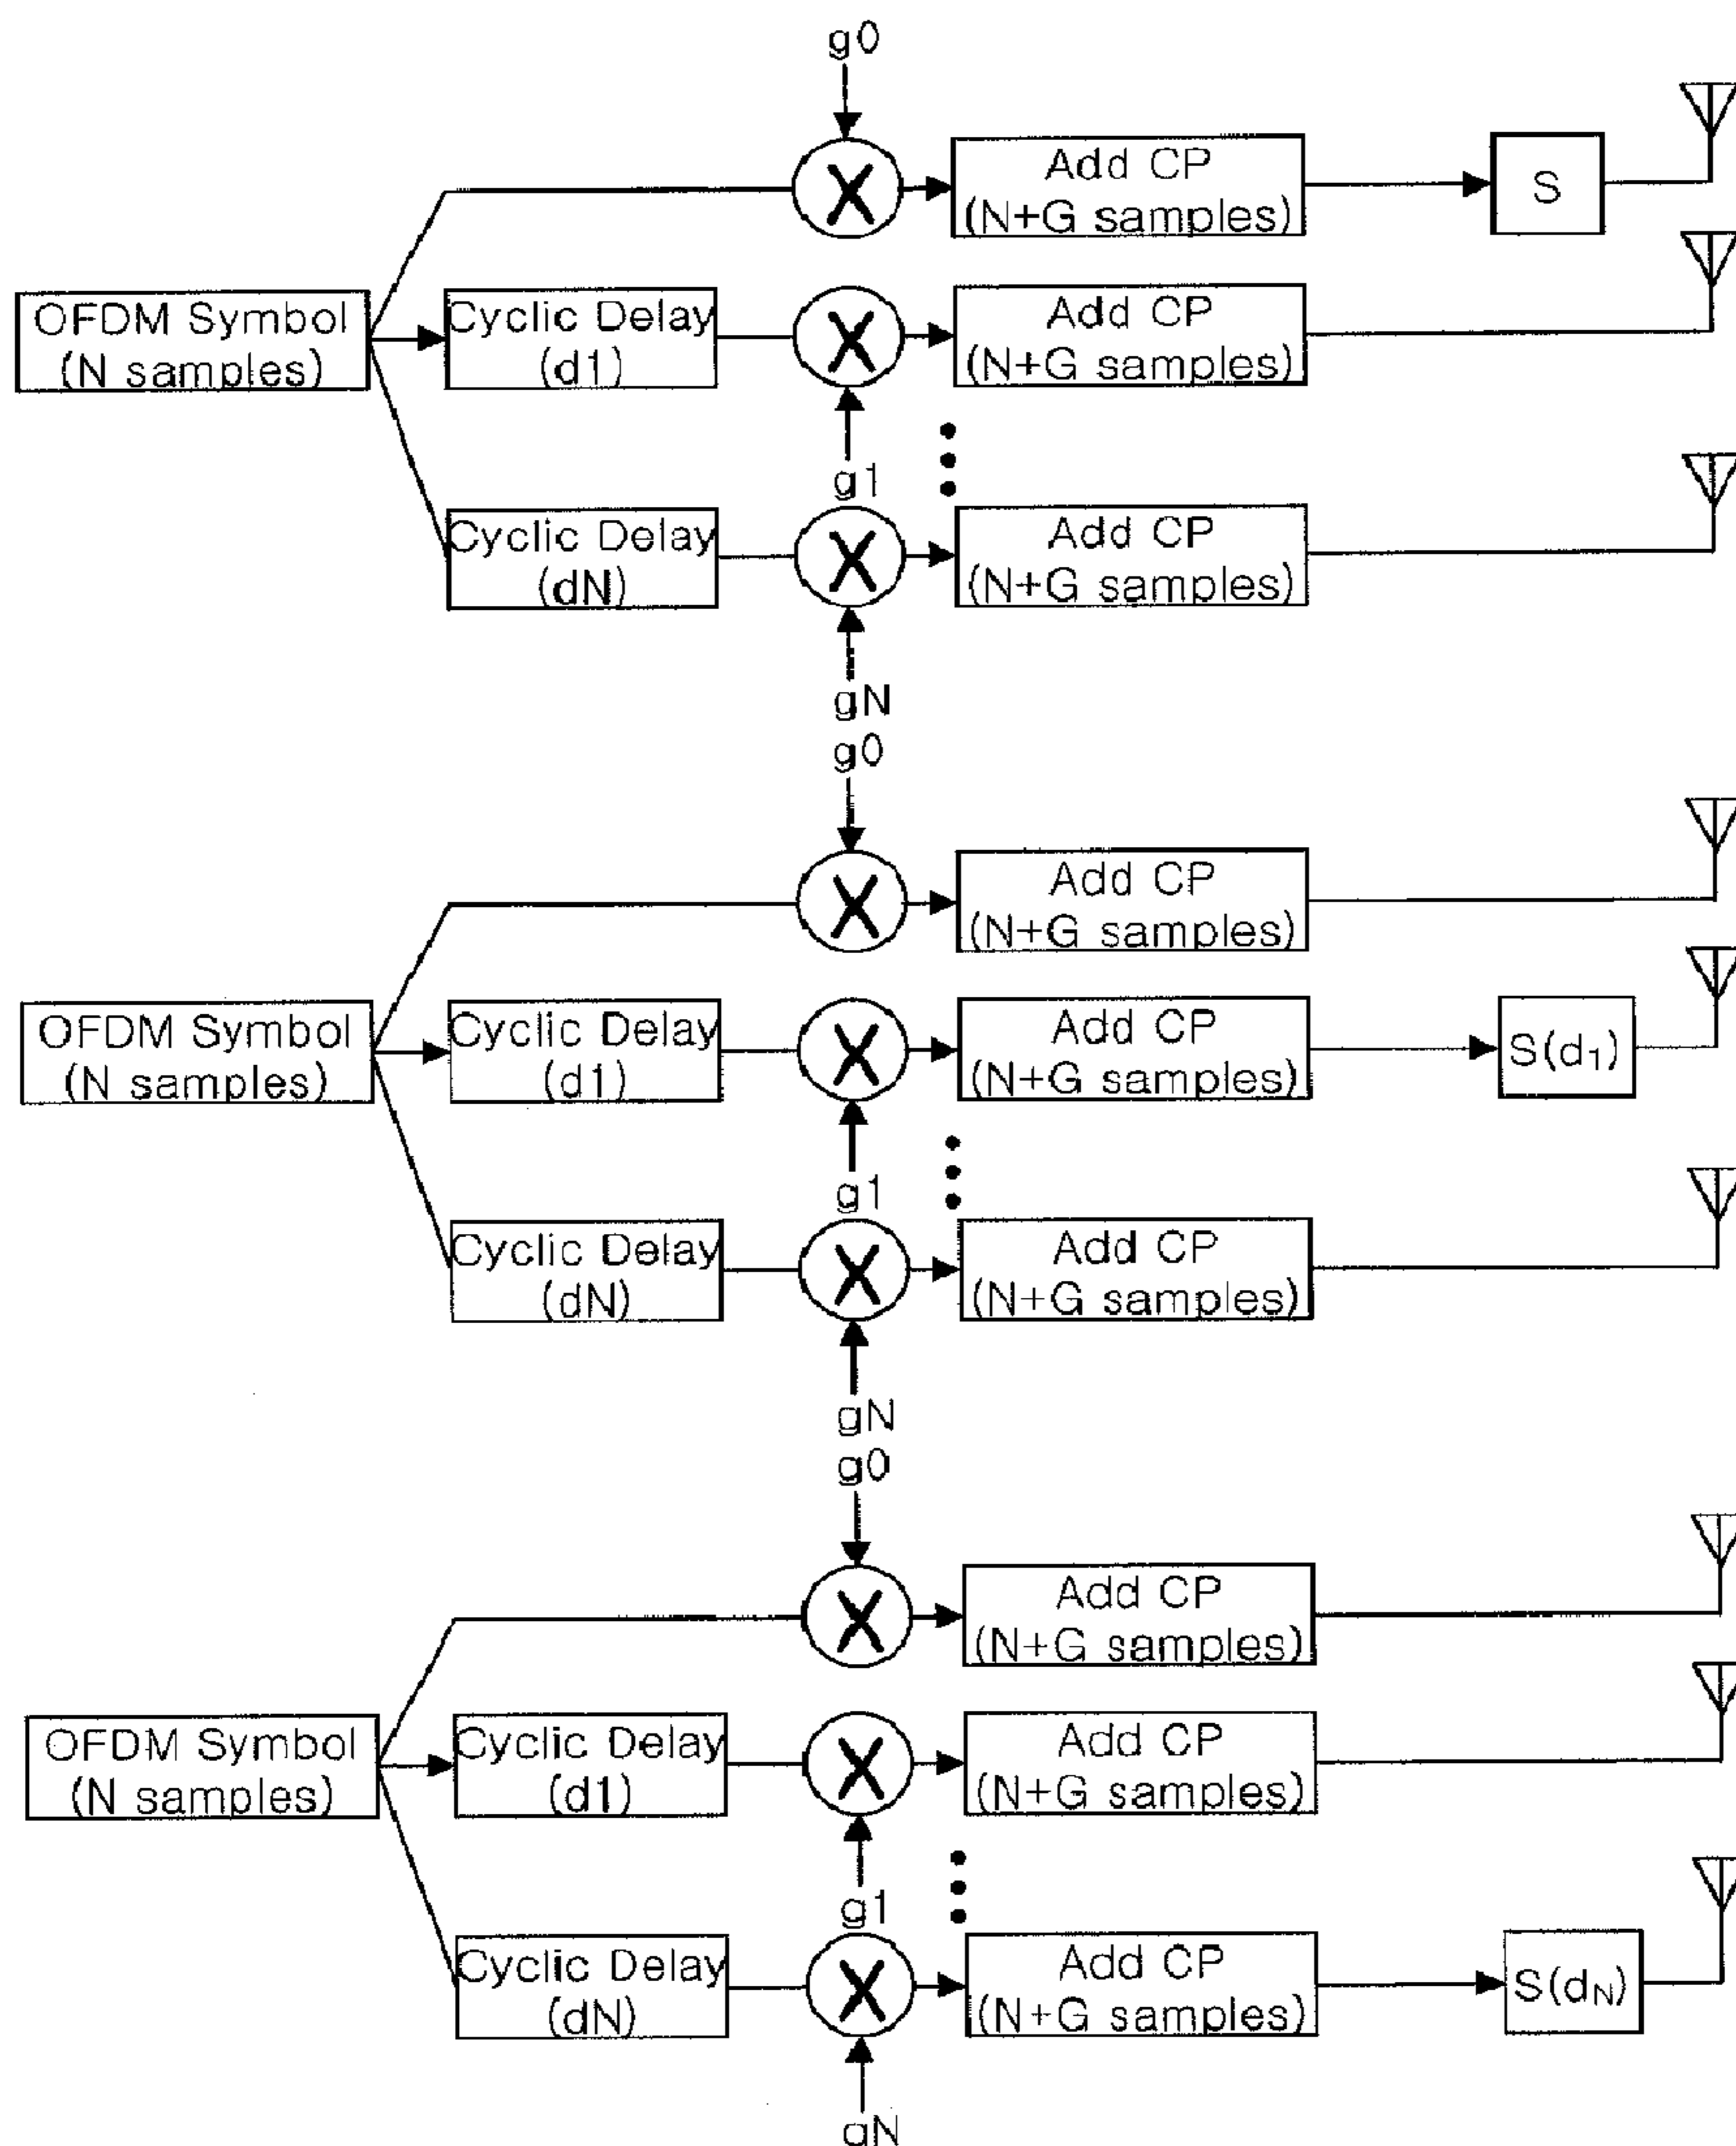 g0
X
Add CP
(N+G samples)
S
OFDM Symbol
(N samples)
Cyclic Delay
(d1)
X
Add CP
(N+G samples)
g1
Cyclic Delay
(dN)
X
Add CP
(N+G samples)
gN
g0
X
Add CP
(N+G samples)
OFDM Symbol
(N samples)
Cyclic Delay
(d1)
X
Add CP
(N+G samples)
S(d₁)
g1
Cyclic Delay
(dN)
X
Add CP
(N+G samples)
gN
g0
X
Add CP
(N+G samples)
OFDM Symbol
(N samples)
Cyclic Delay
(d1)
X
Add CP
(N+G samples)
g1
Cyclic Delay
(dN)
X
Add CP
(N+G samples)
S(dN)
gN